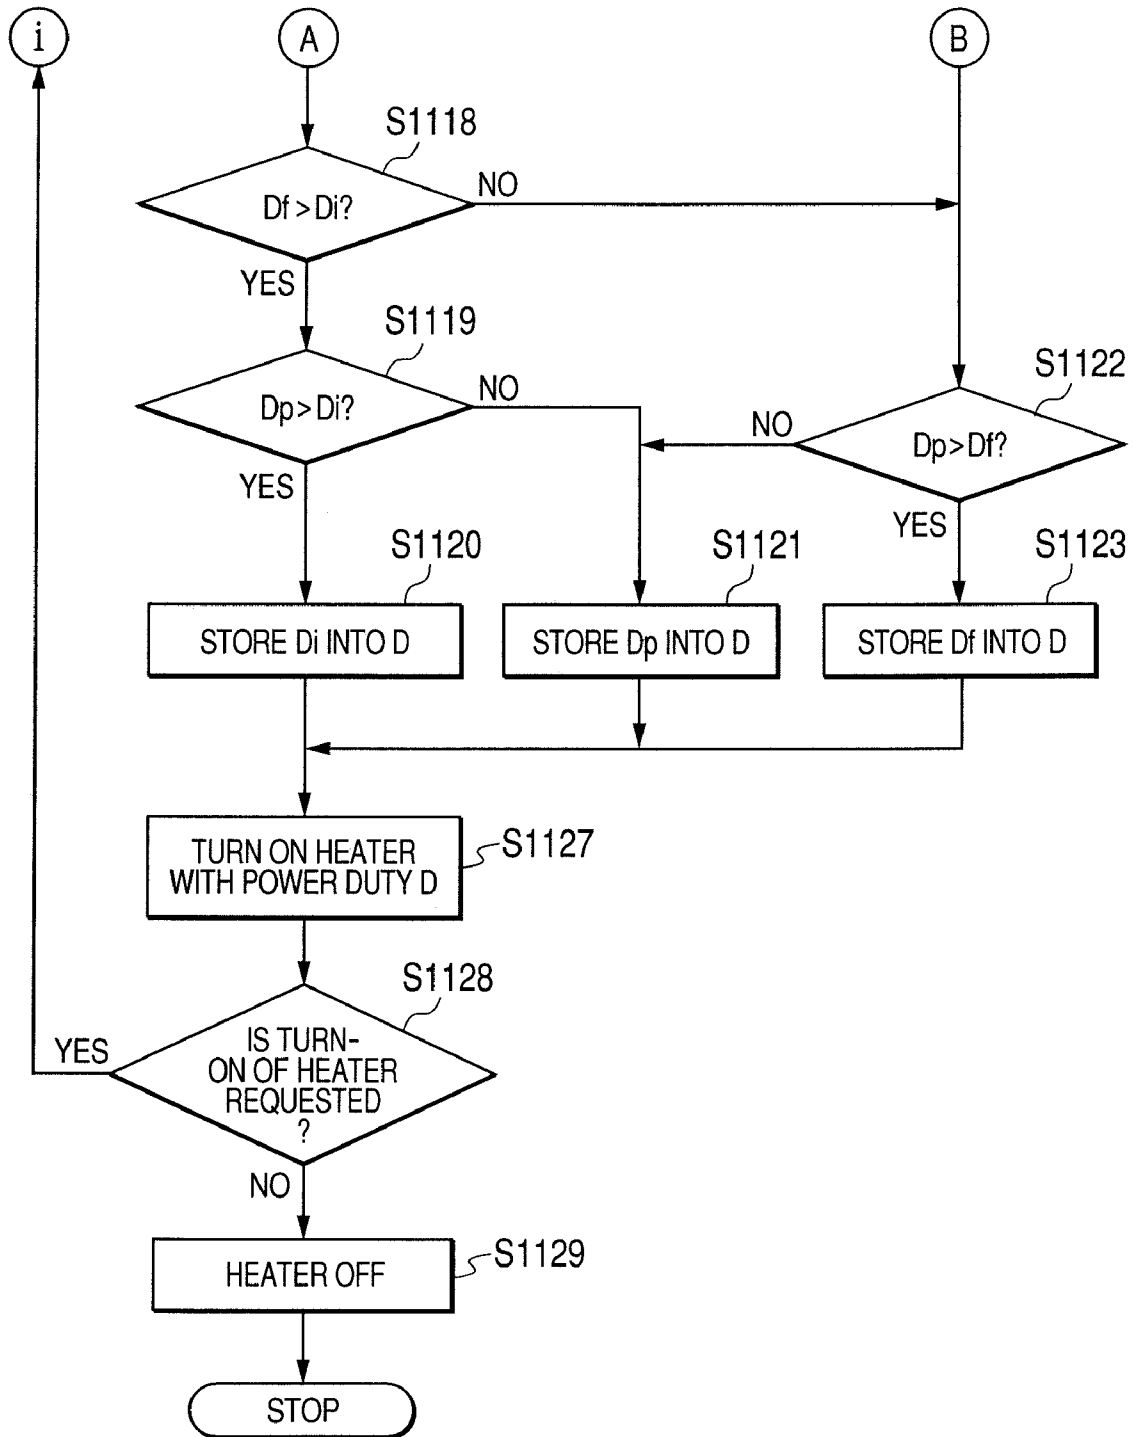 i
A
B
S1118
Df>Di?
NO
YES
S1119
Dp>Di?
NO
YES
S1122
Dp>Df?
NO
YES
S1120
STORE Di INTO D
S1121
STORE Dp INTO D
S1123
STORE Df INTO D
TURN ON HEATER
WITH POWER DUTY D
S1127
S1128
IS TURN-
ON OF HEATER
REQUESTED
?
YES
NO
HEATER OFF
S1129
STOP